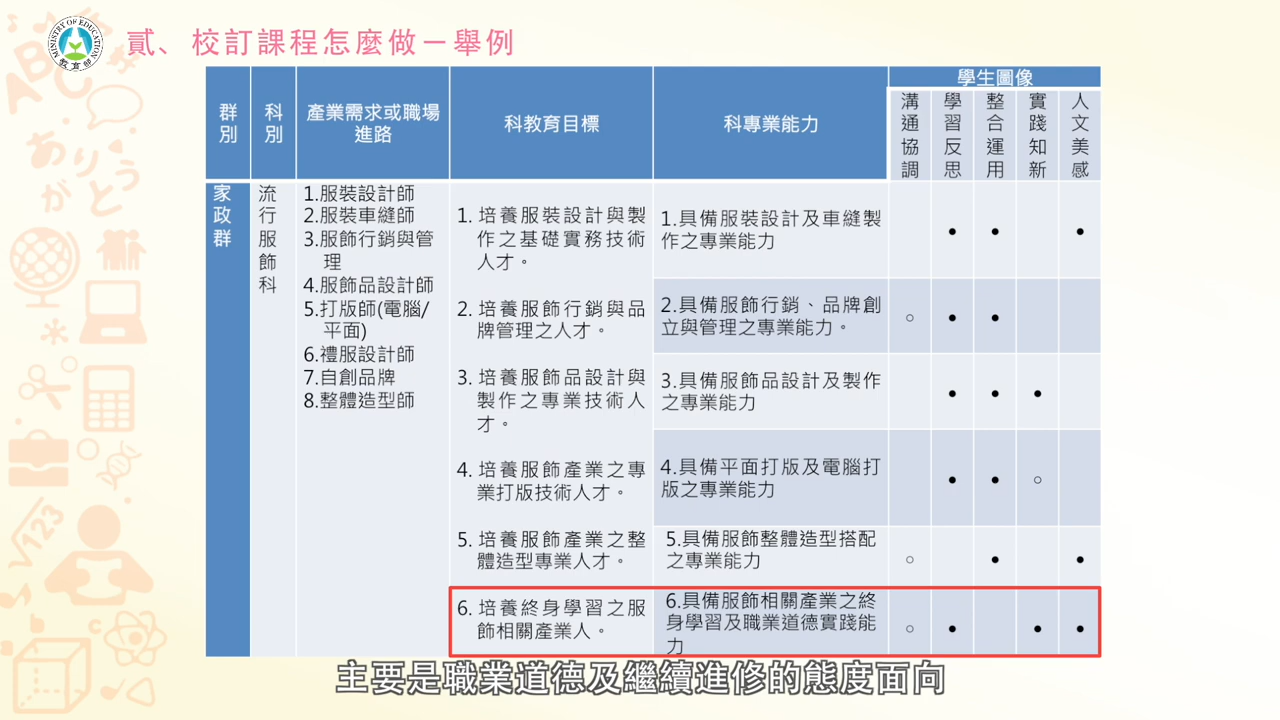 MINISTRY OF EDUCATION
教育部
貳、校訂課程怎麼做－舉例
群別
科別
產業需求或職場進路
科教育目標
科專業能力
學生圖像
溝通協調
學習反思
整合運用
實踐知新
人文美感
家政群
流行服飾科
1.服裝設計師
2.服裝車縫師
3.服飾行銷與管
理
4.服飾品設計師
5.打版師(電腦/
平面)
6.禮服設計師
7.自創品牌
8.整體造型師
1. 培養服裝設計與製
作之基礎實務技術
人才。
2. 培養服飾行銷與品
牌管理之人才。
3. 培養服飾品設計與
製作之專業技術人
才。
4. 培養服飾產業之專
業打版技術人才。
5. 培養服飾產業之整
體造型專業人才。
6. 培養終身學習之服
飾相關產業人。
1.具備服裝設計及車縫製
作之專業能力
● ● ●
2.具備服飾行銷、品牌創
立與管理之專業能力。
○ ● ●
3.具備服飾品設計及製作
之專業能力
● ● ●
4.具備平面打版及電腦打
版之專業能力
● ● ○
5.具備服飾整體造型搭配
之專業能力
○ ● ●
6.具備服飾相關產業之終
身學習及職業道德實踐能
力
○ ● ● ●
主要是職業道德及繼續進修的態度面向